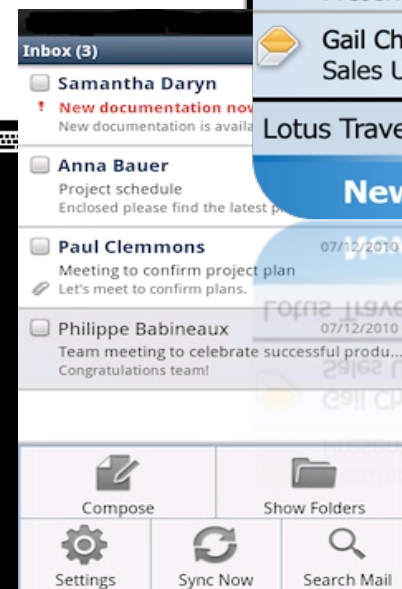 Inbox (3)
Samantha Daryn
! New documentation now
New documentation is availa
Anna Bauer
Project schedule
Enclosed please find the latest p
Paul Clemmons 07/12/2010
Meeting to confirm project plan
Let's meet to confirm plans.
Philippe Babineaux 07/12/2010
Team meeting to celebrate successful produ...
Congratulations team!
Compose
Show Folders
Settings
Sync Now
Search Mail
Gail Ch
Sales U
Lotus Trave
New